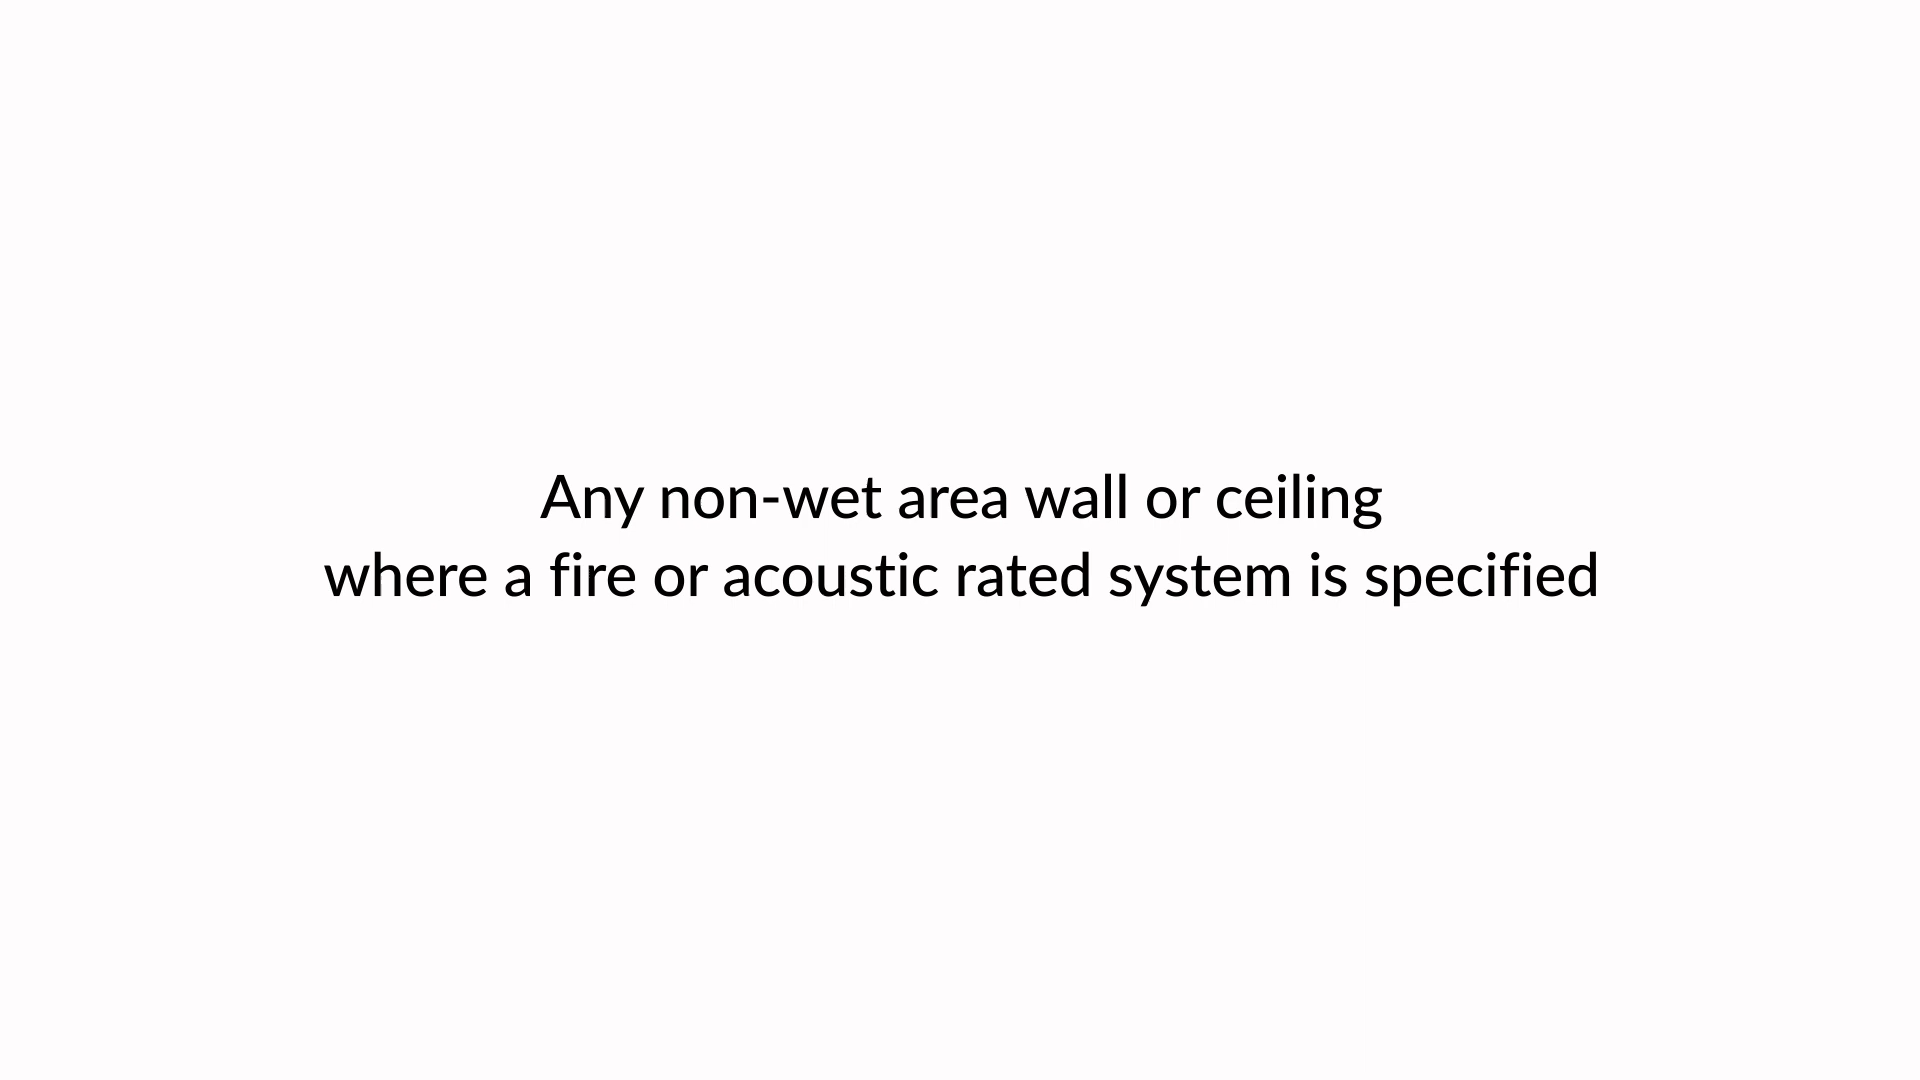 Any non-wet area wall or ceiling
where a fire or acoustic rated system is specified